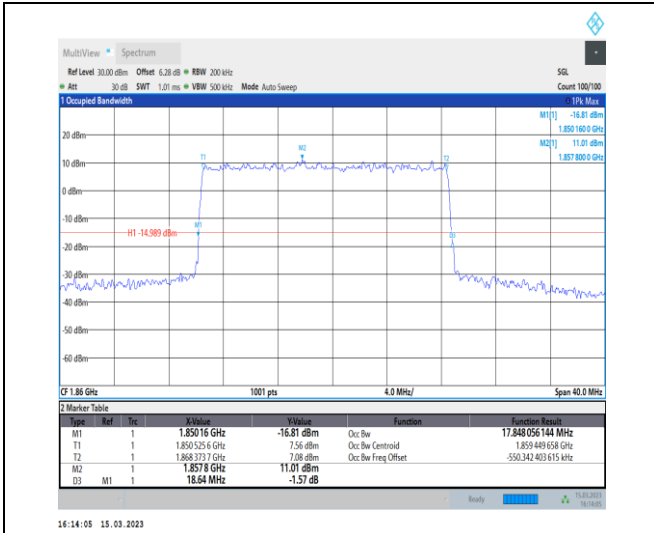 MultiView Spectrum
Ref Level 30.00 dBm Offset 6.28 dB RBW 200 kHz SGL
Att 30 dB SWT 1.01 ms VBW 500 kHz Mode Auto Sweep Count 100/100
1 Occupied Bandwidth 1Pk Max
M1[1] -16.81 dBm
1.850 160 0 GHz
20 dBm M2[1] 11.01 dBm
M2 1.857 800 0 GHz
T1 T2
10 dBm
0 dBm
-10 dBm
M1
H1 -14.989 dBm
D3
-20 dBm
-30 dBm
-40 dBm
-50 dBm
-60 dBm
CF 1.86 GHz 1001 pts 4.0 MHz/ Span 40.0 MHz
2 Marker Table
Type Ref Trc X-Value Y-Value Function Function Result
M1 1 1.85016 GHz -16.81 dBm Occ Bw 17.848 056 144 MHz
T1 1 1.850 525 6 GHz 7.56 dBm Occ Bw Centroid 1.859 449 658 GHz
T2 1 1.868 373 7 GHz 7.08 dBm Occ Bw Freq Offset -550.342 403 615 kHz
M2 1 1.857 8 GHz 11.01 dBm
D3 M1 1 18.64 MHz -1.57 dB
Ready 15.03.2023
16:14:05
16:14:05 15.03.2023